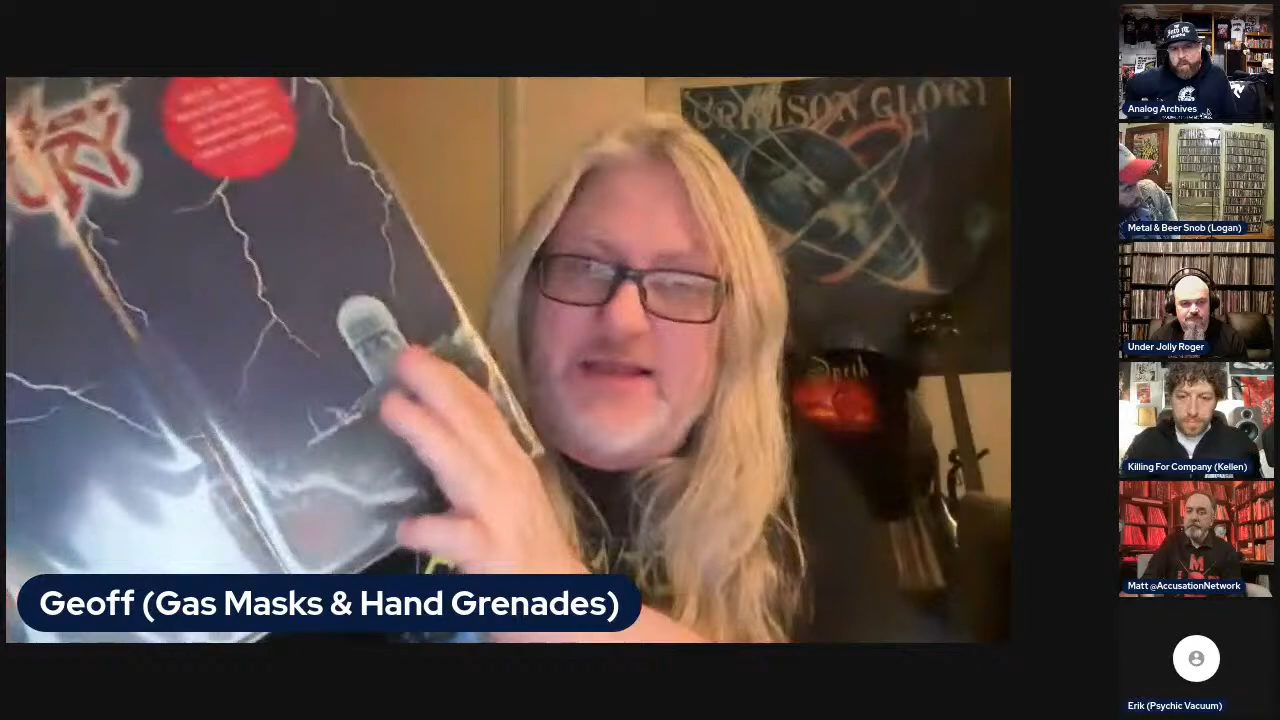 CRIMSON GLORY
Geoff (Gas Masks & Hand Grenades)
Analog Archives
Metal & Beer Snob (Logan)
Under Jolly Roger
Killing For Company (Kellen)
Matt @AccusationNetwork
Erik (Psychic Vacuum)